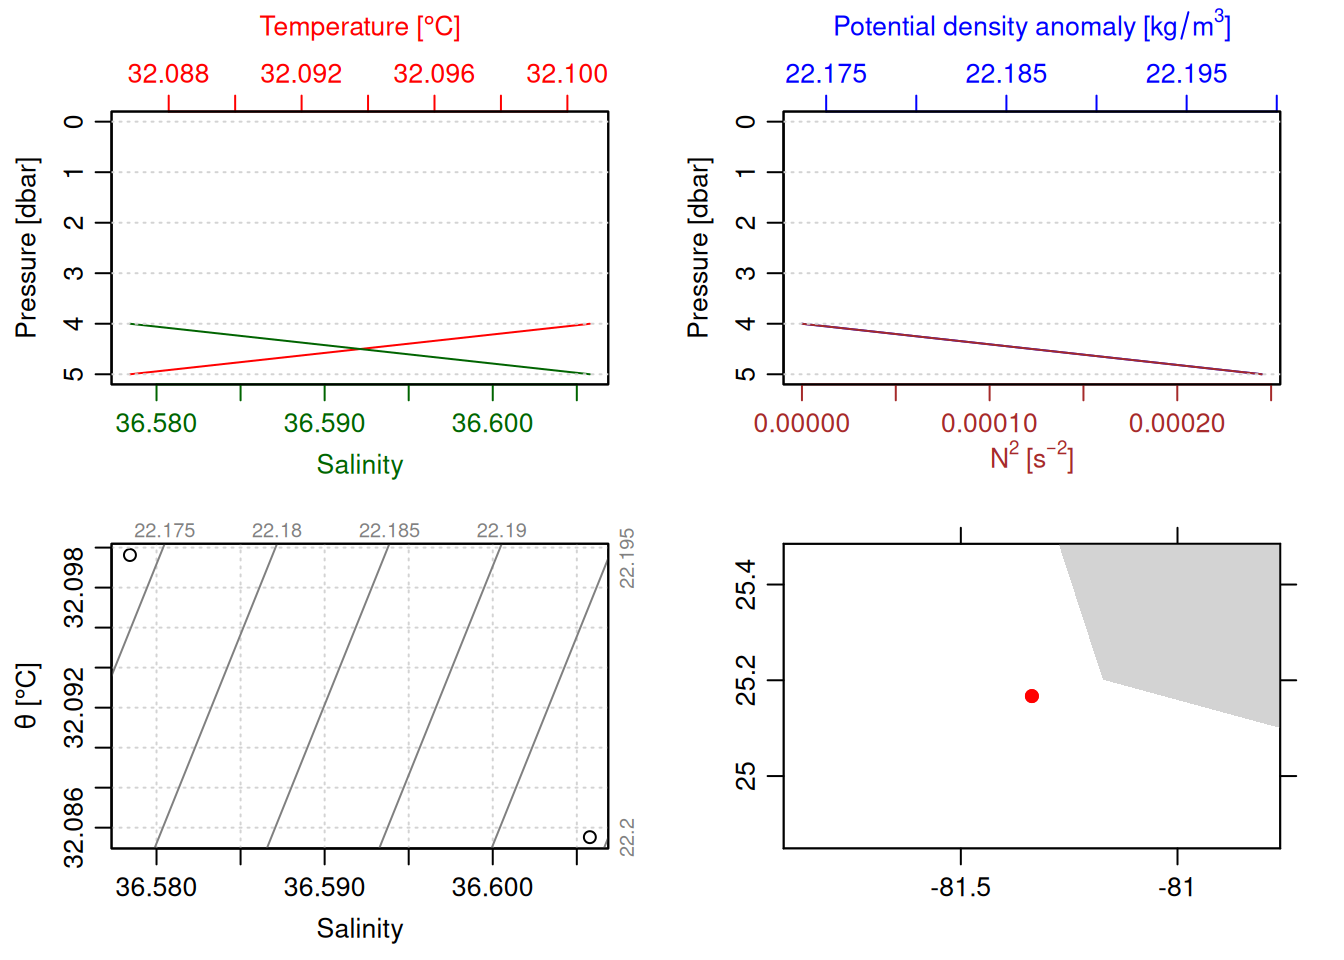 Temperature [°C]
32.088 32.092 32.096 32.100
Pressure [dbar]
0
1
2
3
4
5
36.580 36.590 36.600
Salinity
Potential density anomaly [kg/m³]
22.175 22.185 22.195
Pressure [dbar]
0
1
2
3
4
5
0.00000 0.00010 0.00020
N² [s⁻²]
22.175 22.18 22.185 22.19
22.195
22.2
θ [°C]
32.098
32.092
32.086
36.580 36.590 36.600
Salinity
25.4
25.2
25
-81.5 -81